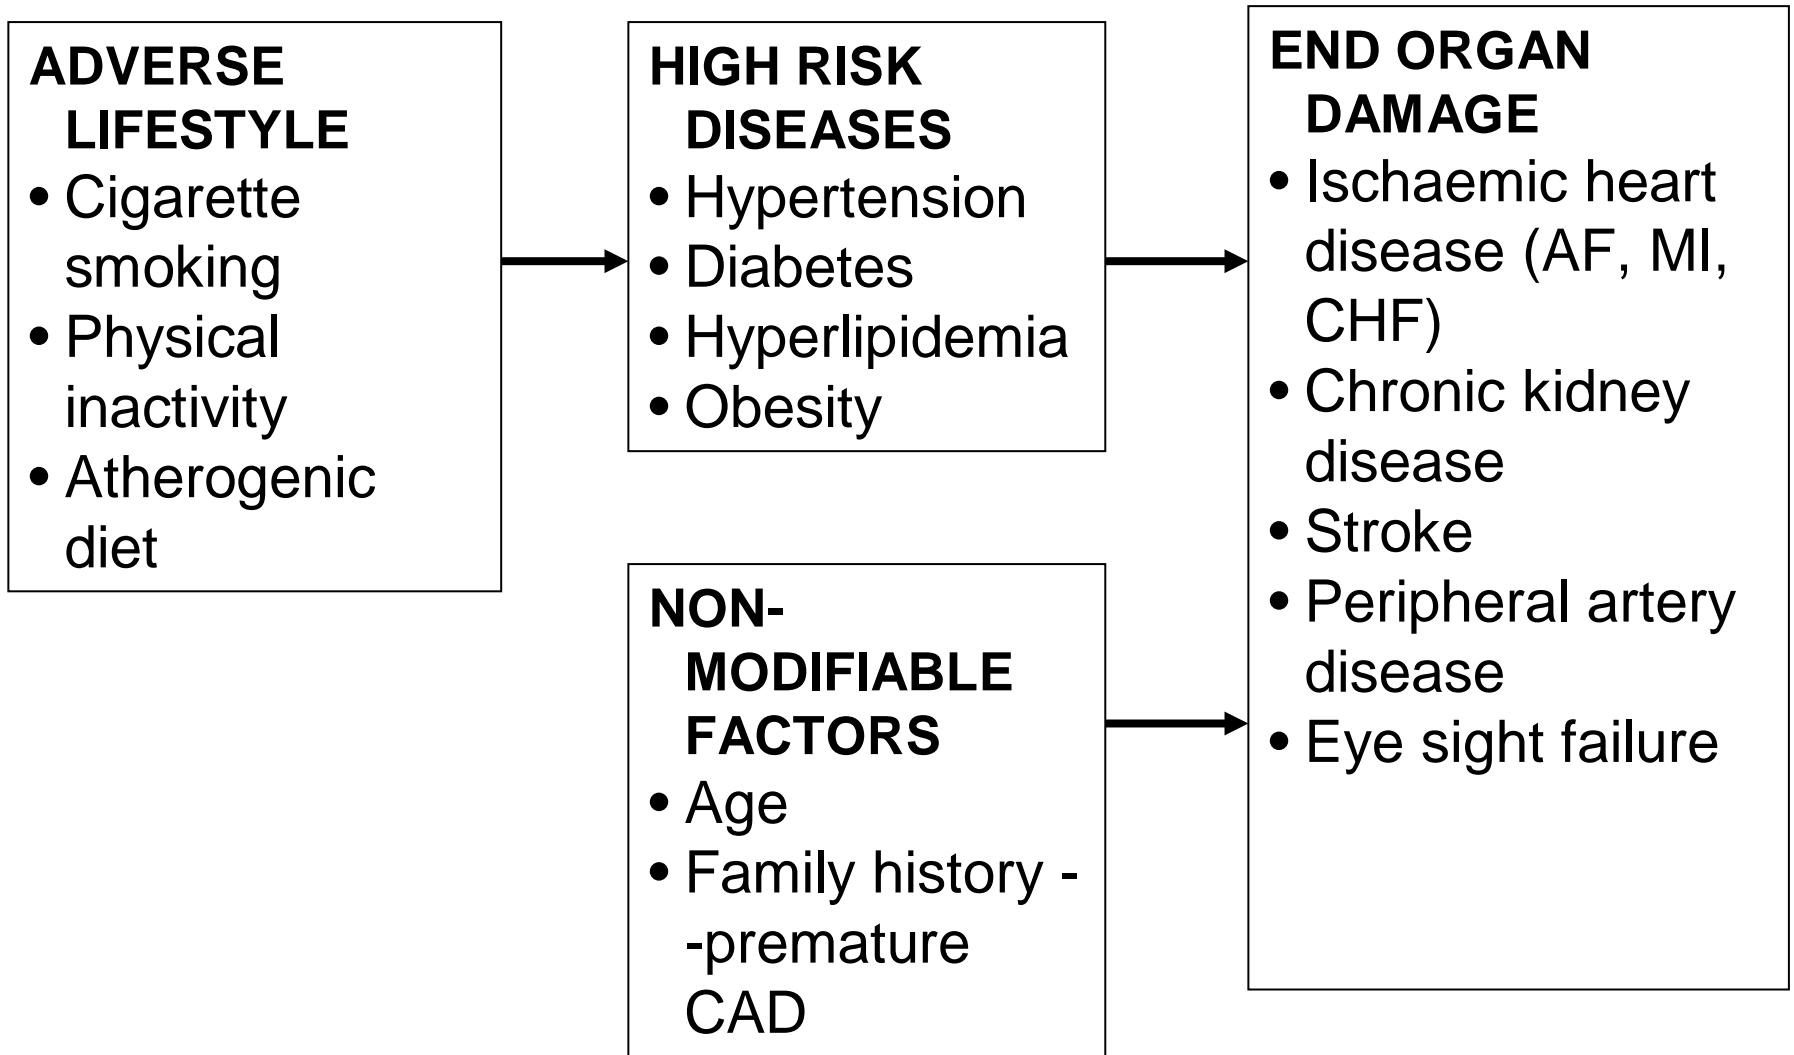 ADVERSE
LIFESTYLE
• Cigarette
smoking
• Physical
inactivity
• Atherogenic
diet
HIGH RISK
DISEASES
• Hypertension
• Diabetes
• Hyperlipidemia
• Obesity
NON-
MODIFIABLE
FACTORS
• Age
• Family history -
-premature
CAD
END ORGAN
DAMAGE
• Ischaemic heart
disease (AF, MI,
CHF)
• Chronic kidney
disease
• Stroke
• Peripheral artery
disease
• Eye sight failure